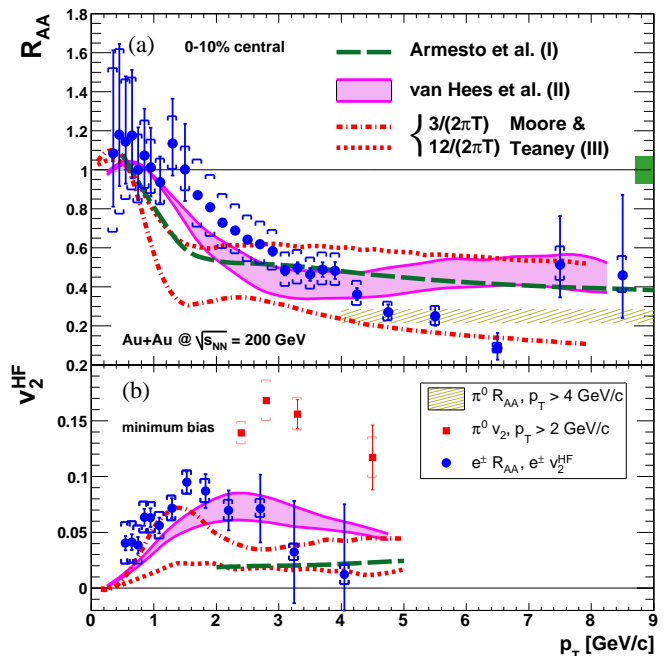 R_AA
1.8
1.6
1.4
1.2
1
0.8
0.6
0.4
0.2
(a)
0-10% central
Armesto et al. (I)
van Hees et al. (II)
3/(2πT) Moore &
12/(2πT) Teaney (III)
Au+Au @ √s_NN = 200 GeV
v_2^HF
0.2
0.15
0.1
0.05
0
(b)
minimum bias
π⁰ R_AA, p_T > 4 GeV/c
π⁰ v_2, p_T > 2 GeV/c
e± R_AA, e± v_2^HF
0 1 2 3 4 5 6 7 8 9
p_T [GeV/c]